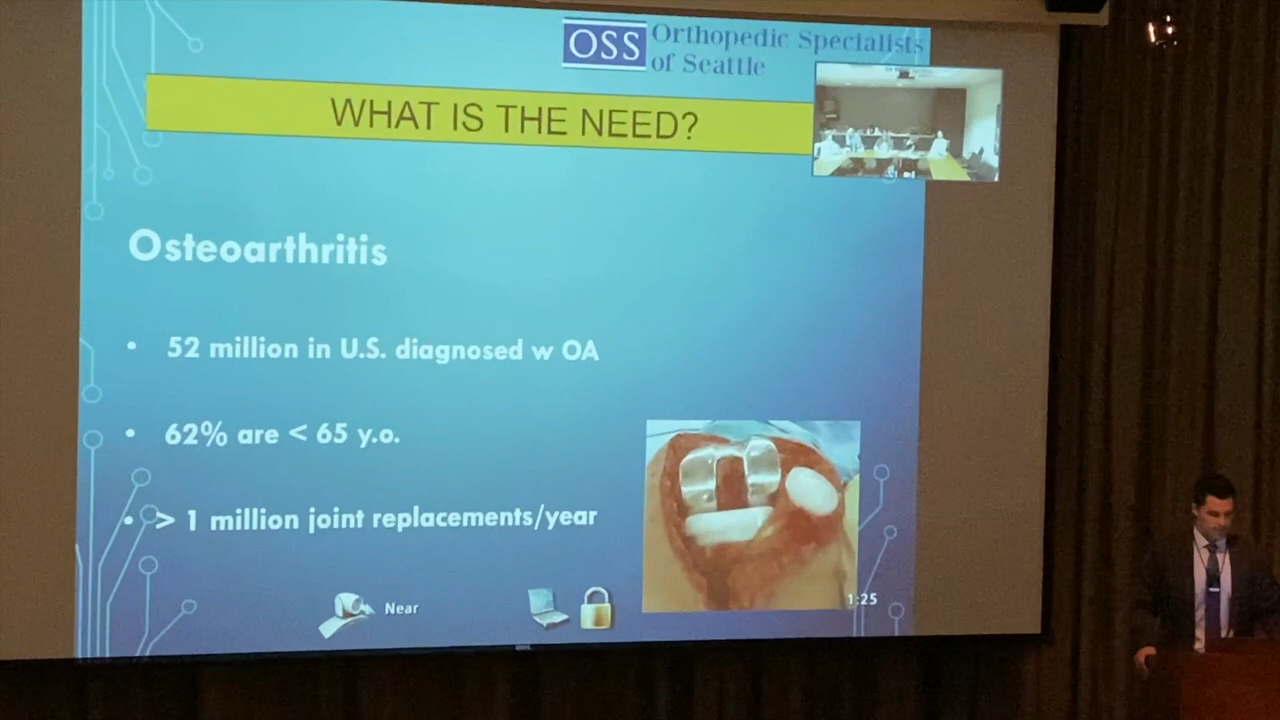 OSS Orthopedic Specialists
of Seattle
WHAT IS THE NEED?
Osteoarthritis
• 52 million in U.S. diagnosed w OA
• 62% are < 65 y.o.
• > 1 million joint replacements/year
Near
1:25